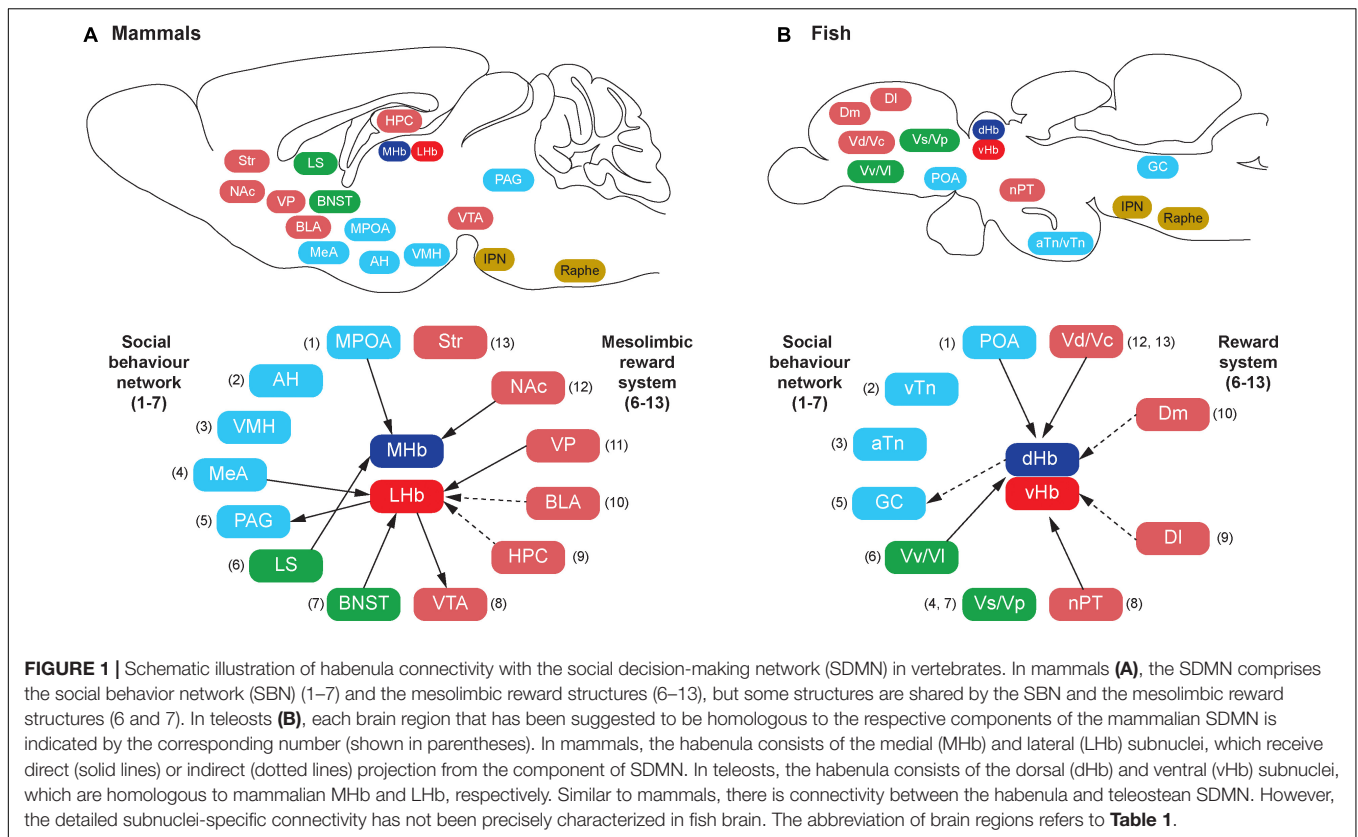 A Mammals
HPC
MHb LHb
Str
LS
NAc
VP
BNST
PAG
BLA
MPOA
VTA
MeA
AH
VMH
IPN
Raphe
B Fish
Dm
Dl
dHb
vHb
Vd/Vc
Vs/Vp
Vv/Vl
POA
nPT
GC
IPN
Raphe
aTn/vTn
Social
behaviour
network
(1-7)
Mesolimbic
reward
system
(6-13)
(1) MPOA
Str (13)
(2) AH
NAc (12)
(3) VMH
MHb
VP (11)
(4) MeA
LHb
BLA (10)
(5) PAG
HPC (9)
(6) LS
(7) BNST
VTA (8)
Social
behaviour
network
(1-7)
Reward
system
(6-13)
(1) POA
Vd/Vc (12, 13)
(2) vTn
Dm (10)
(3) aTn
dHb
vHb
(5) GC
Dl (9)
(6) Vv/Vl
(4, 7) Vs/Vp
nPT (8)
FIGURE 1 | Schematic illustration of habenula connectivity with the social decision-making network (SDMN) in vertebrates. In mammals (A), the SDMN comprises
the social behavior network (SBN) (1–7) and the mesolimbic reward structures (6–13), but some structures are shared by the SBN and the mesolimbic reward
structures (6 and 7). In teleosts (B), each brain region that has been suggested to be homologous to the respective components of the mammalian SDMN is
indicated by the corresponding number (shown in parentheses). In mammals, the habenula consists of the medial (MHb) and lateral (LHb) subnuclei, which receive
direct (solid lines) or indirect (dotted lines) projection from the component of SDMN. In teleosts, the habenula consists of the dorsal (dHb) and ventral (vHb) subnuclei,
which are homologous to mammalian MHb and LHb, respectively. Similar to mammals, there is connectivity between the habenula and teleostean SDMN. However,
the detailed subnuclei-specific connectivity has not been precisely characterized in fish brain. The abbreviation of brain regions refers to Table 1.